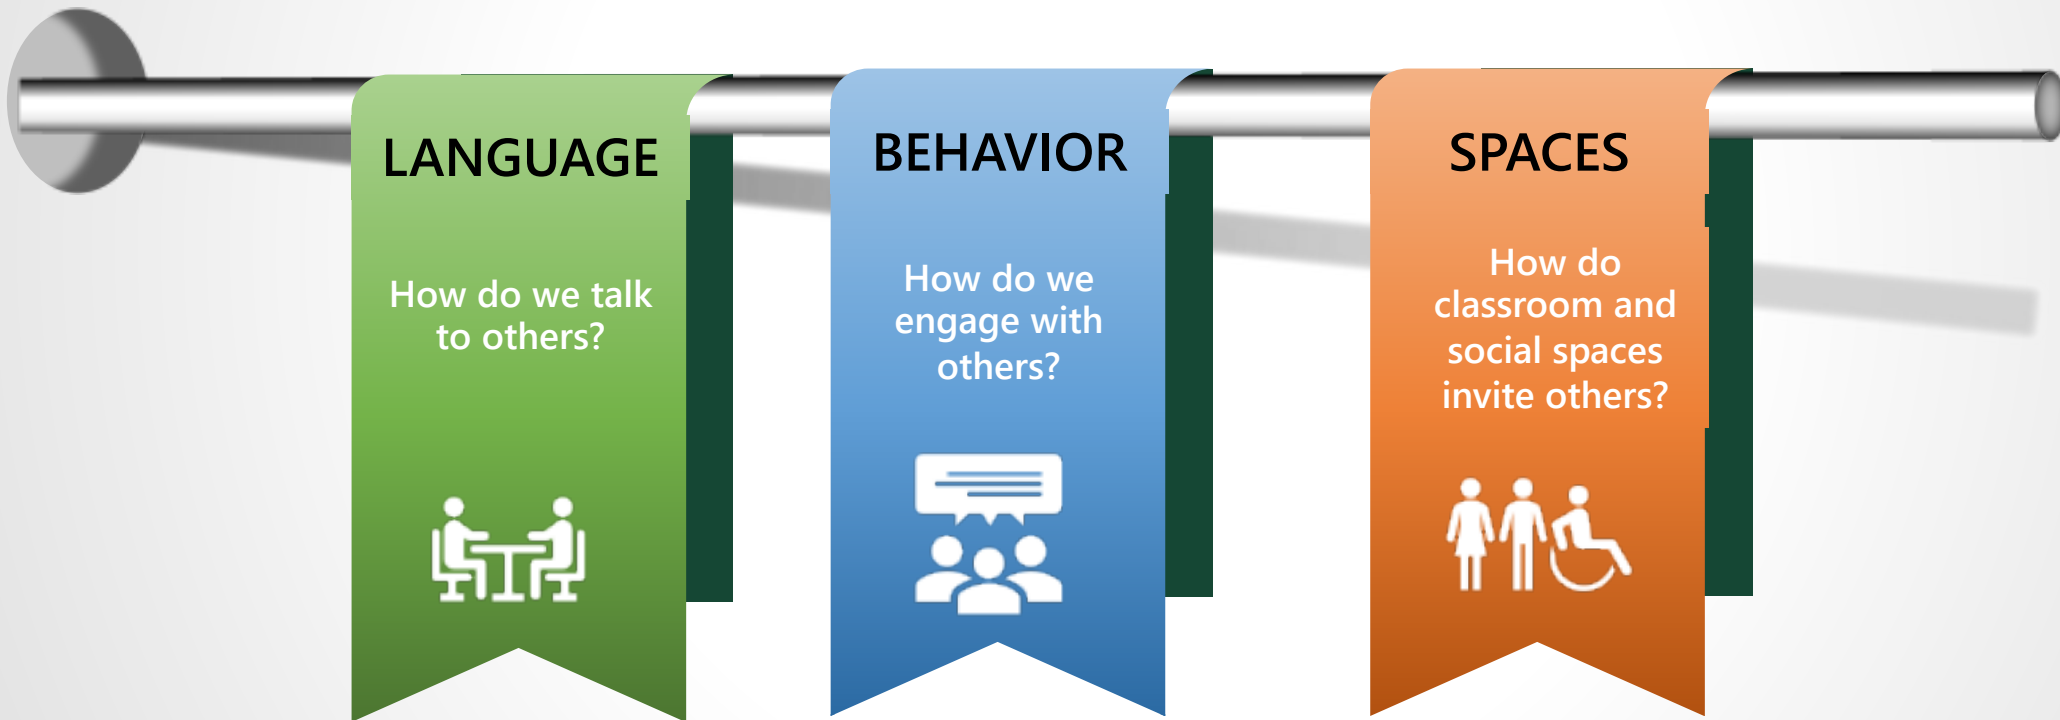 LANGUAGE
How do we talk
to others?
BEHAVIOR
How do we
engage with
others?
SPACES
How do
classroom and
social spaces
invite others?